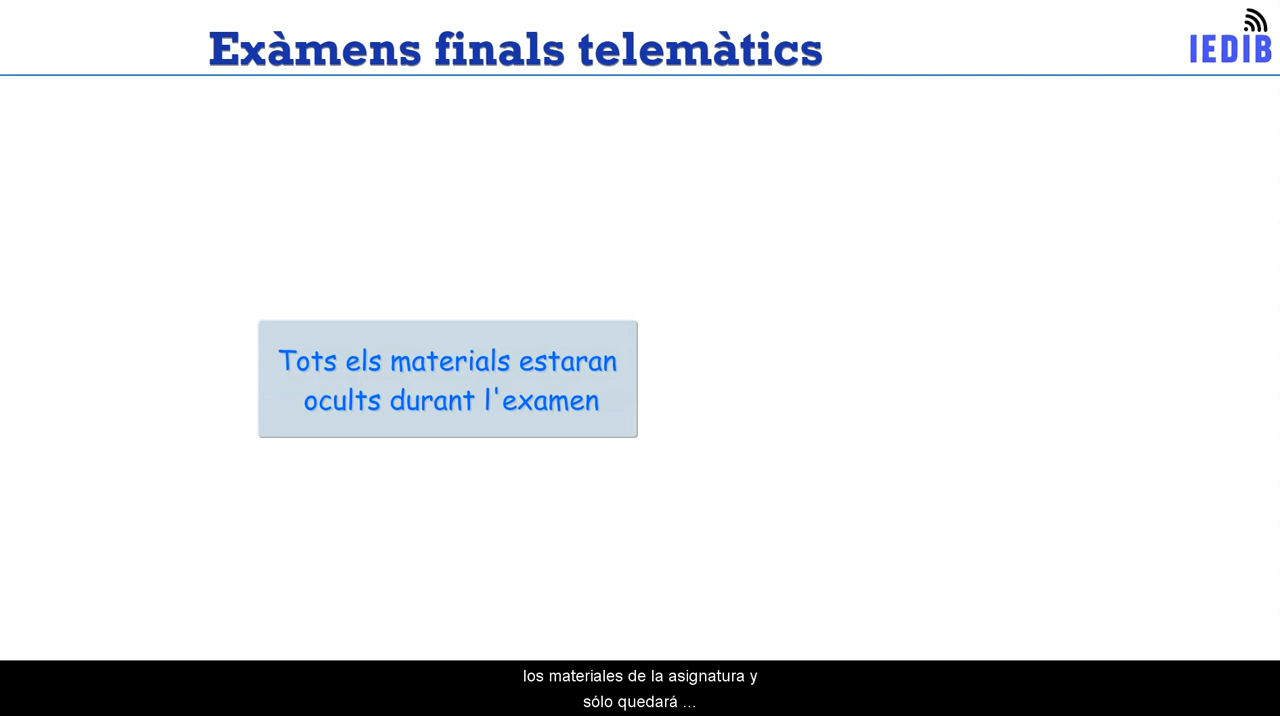 Exàmens finals telemàtics
IEDIB
Tots els materials estaran
ocults durant l'examen
los materiales de la asignatura y
sólo quedará ...